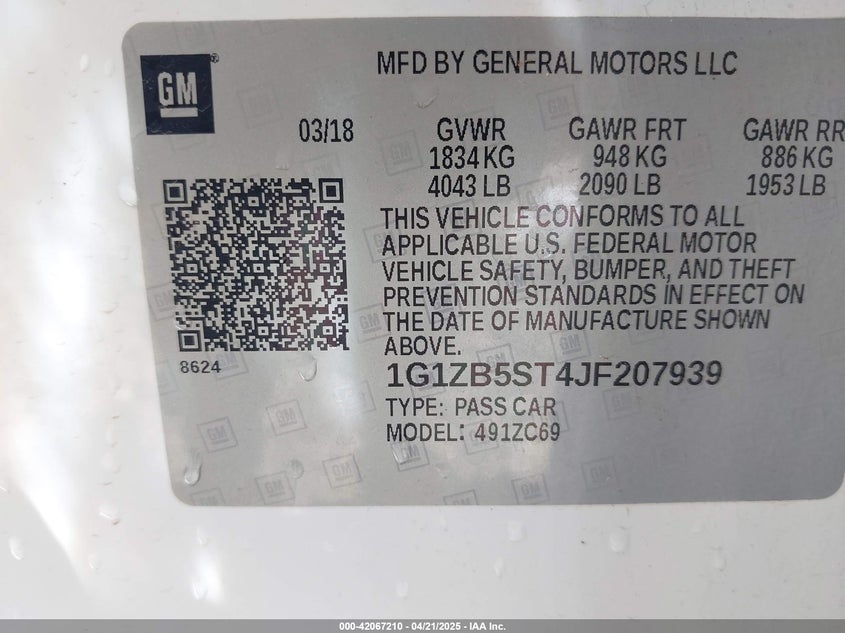 GM
MFD BY GENERAL MOTORS LLC
03/18 GVWR GAWR FRT GAWR RR
1834 KG 948 KG 886 KG
4043 LB 2090 LB 1953 LB
THIS VEHICLE CONFORMS TO ALL
APPLICABLE U.S. FEDERAL MOTOR
VEHICLE SAFETY, BUMPER, AND THEFT
PREVENTION STANDARDS IN EFFECT ON
THE DATE OF MANUFACTURE SHOWN
ABOVE.
8624
1G1ZB5ST4JF207939
TYPE: PASS CAR
MODEL: 491ZC69
000-42067210 - 04/21/2025 - IAA Inc.